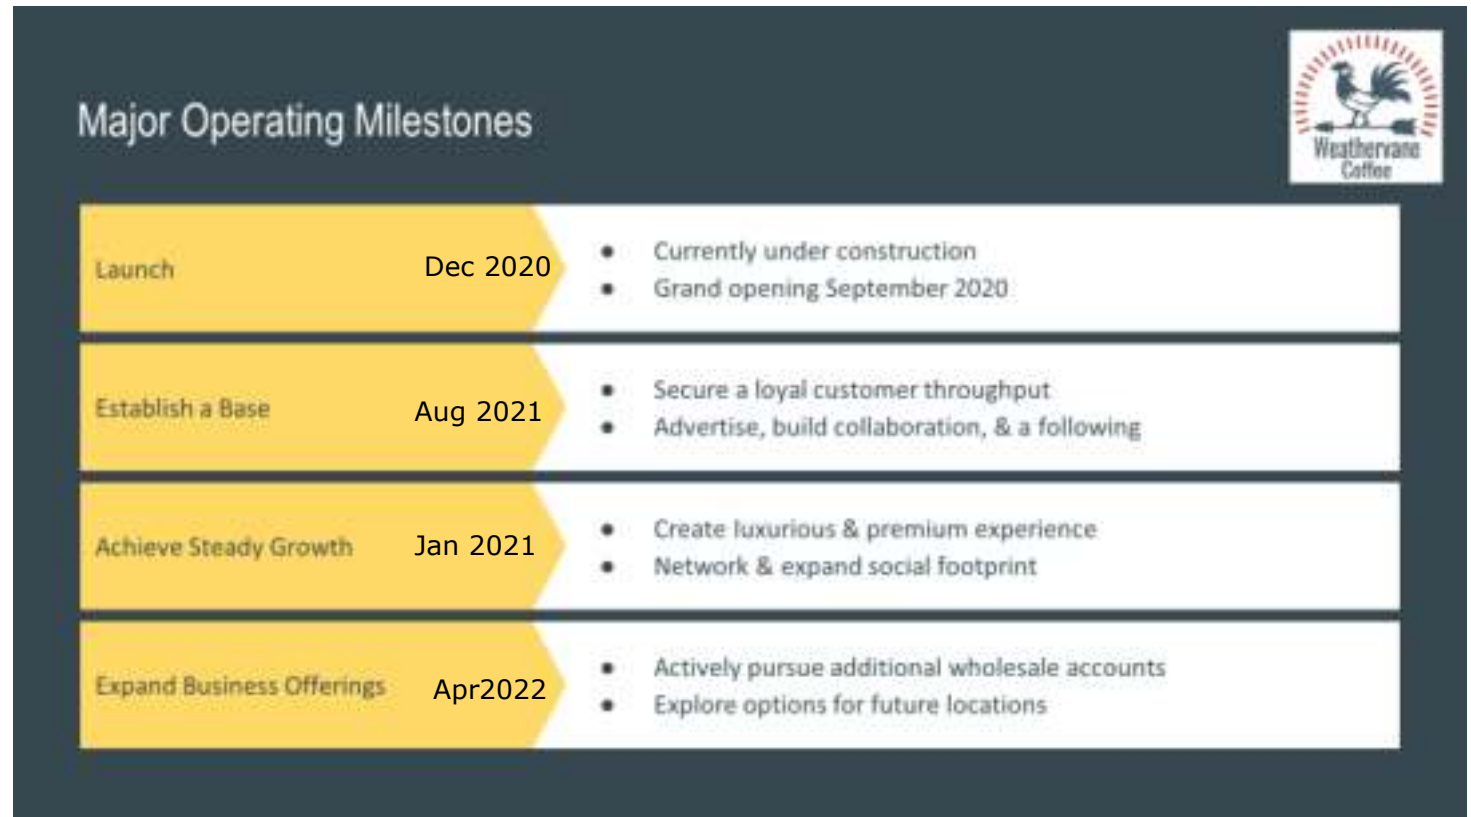 Major Operating Milestones
Weathervane
Coffee
Launch
Dec 2020
● Currently under construction
● Grand opening September 2020
Establish a Base
Aug 2021
● Secure a loyal customer throughput
● Advertise, build collaboration, & a following
Achieve Steady Growth
Jan 2021
● Create luxurious & premium experience
● Network & expand social footprint
Expand Business Offerings
Apr2022
● Actively pursue additional wholesale accounts
● Explore options for future locations